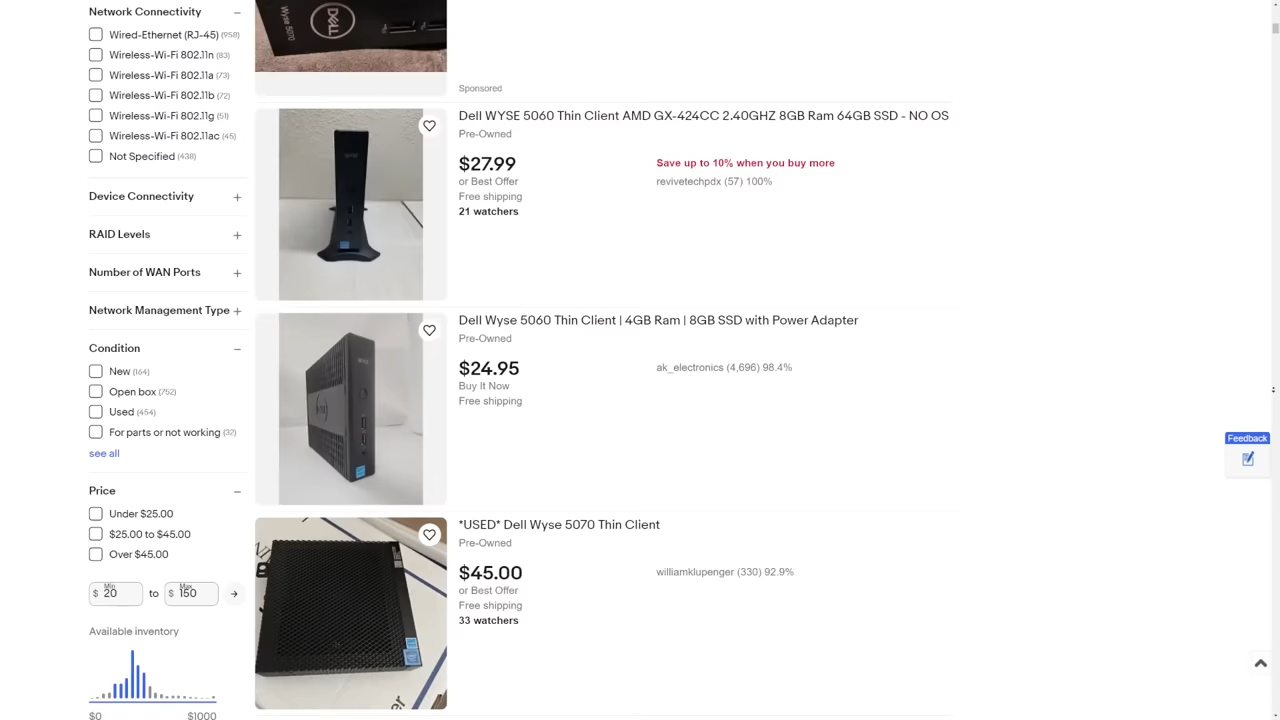 Network Connectivity
Wired-Ethernet (RJ-45) (958)
Wireless-Wi-Fi 802.11n (83)
Wireless-Wi-Fi 802.11a (73)
Wireless-Wi-Fi 802.11b (72)
Wireless-Wi-Fi 802.11g (51)
Wireless-Wi-Fi 802.11ac (45)
Not Specified (438)
Device Connectivity
RAID Levels
Number of WAN Ports
Network Management Type
Condition
New (164)
Open box (752)
Used (454)
For parts or not working (32)
see all
Price
Under $25.00
$25.00 to $45.00
Over $45.00
Min
Max
$ 20 to $ 150
Available inventory
$0 $1000
Wyse 5070
DELL
Sponsored
Dell WYSE 5060 Thin Client AMD GX-424CC 2.40GHZ 8GB Ram 64GB SSD - NO OS
Pre-Owned
$27.99
or Best Offer
Free shipping
21 watchers
Save up to 10% when you buy more
revivetechpdx (57) 100%
Dell Wyse 5060 Thin Client | 4GB Ram | 8GB SSD with Power Adapter
Pre-Owned
$24.95
Buy It Now
Free shipping
ak_electronics (4,696) 98.4%
*USED* Dell Wyse 5070 Thin Client
Pre-Owned
$45.00
or Best Offer
Free shipping
33 watchers
williamklupenger (330) 92.9%
Feedback